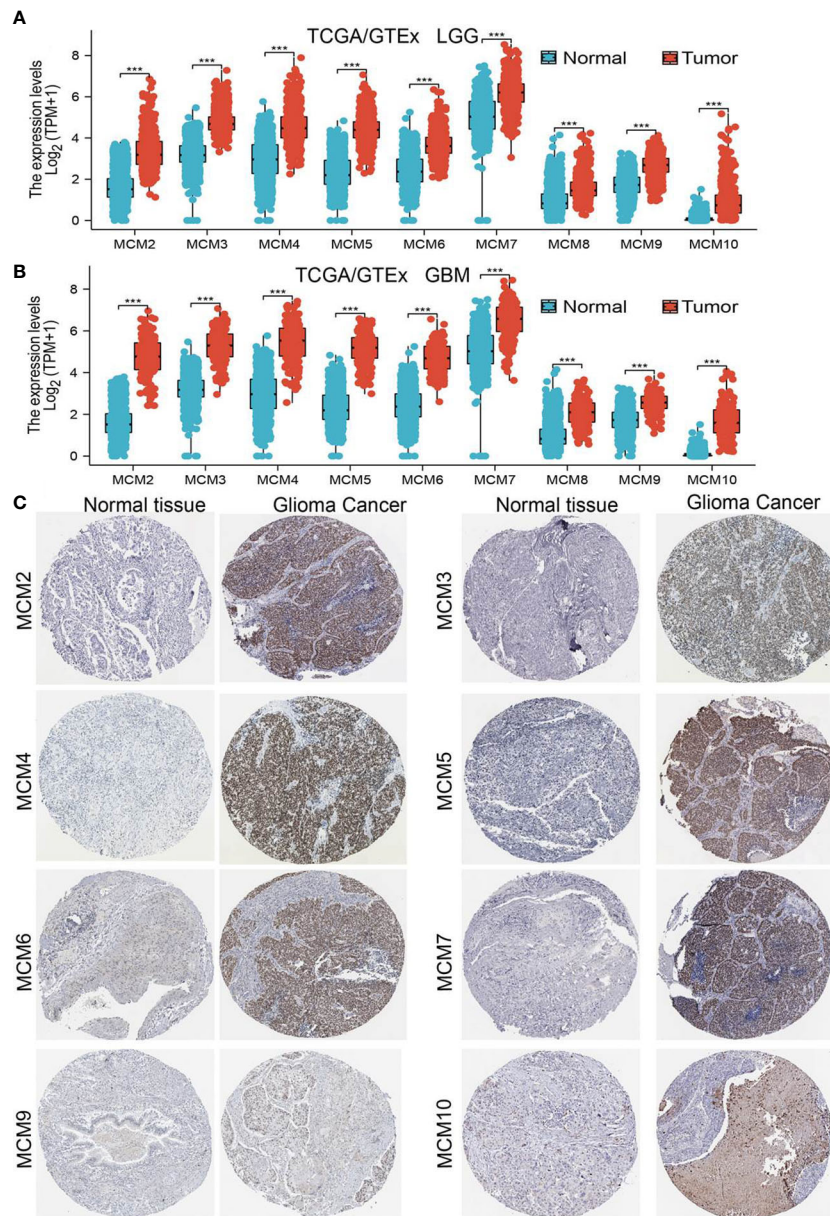 A
TCGA/GTEx LGG
Normal Tumor
The expression levels
Log2 (TPM+1)
8
6
4
2
0
*** *** *** *** *** *** *** *** ***
MCM2 MCM3 MCM4 MCM5 MCM6 MCM7 MCM8 MCM9 MCM10
B
TCGA/GTEx GBM
Normal Tumor
The expression levels
Log2 (TPM+1)
8
6
4
2
0
*** *** *** *** *** *** *** *** ***
MCM2 MCM3 MCM4 MCM5 MCM6 MCM7 MCM8 MCM9 MCM10
C
Normal tissue Glioma Cancer Normal tissue Glioma Cancer
MCM2 MCM3
MCM4 MCM5
MCM6 MCM7
MCM9 MCM10